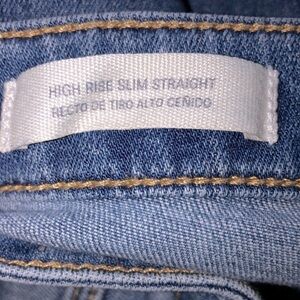 HIGH RISE SLIM STRAIGHT
RECTO DE TIRO ALTO CEÑIDO